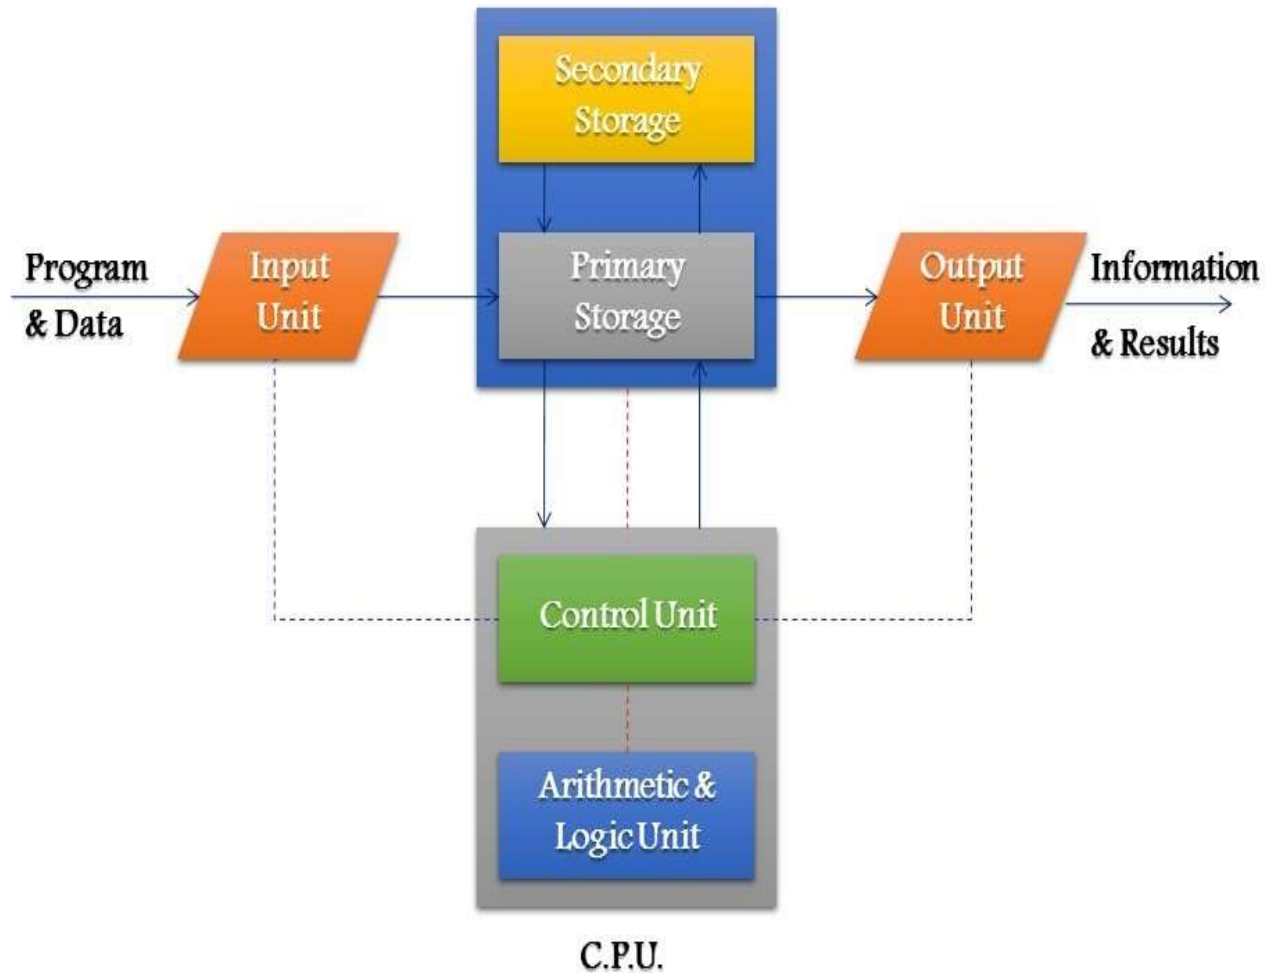 Secondary
Storage
Program
& Data
Input
Unit
Primary
Storage
Output
Unit
Information
& Results
Control Unit
Arithmetic &
Logic Unit
C.P.U.